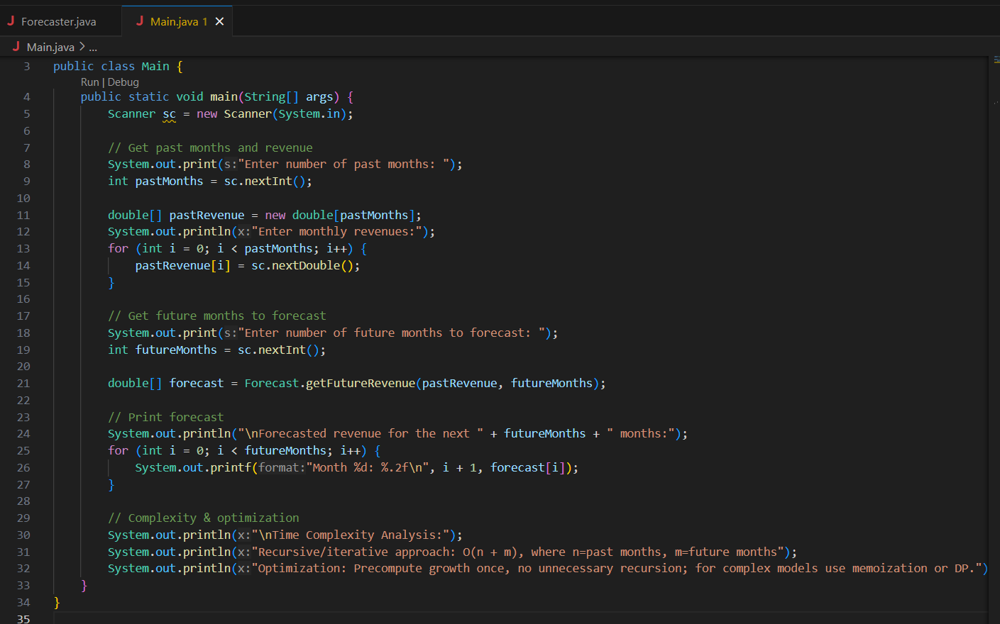 Forecaster.java
Main.java 1 ×
Main.java > ...
3 public class Main {
Run | Debug
4 public static void main(String[] args) {
5 Scanner sc = new Scanner(System.in);
6
7 // Get past months and revenue
8 System.out.print(s:"Enter number of past months: ");
9 int pastMonths = sc.nextInt();
10
11 double[] pastRevenue = new double[pastMonths];
12 System.out.println(x:"Enter monthly revenues:");
13 for (int i = 0; i < pastMonths; i++) {
14 pastRevenue[i] = sc.nextDouble();
15 }
16
17 // Get future months to forecast
18 System.out.print(s:"Enter number of future months to forecast: ");
19 int futureMonths = sc.nextInt();
20
21 double[] forecast = Forecast.getFutureRevenue(pastRevenue, futureMonths);
22
23 // Print forecast
24 System.out.println("\nForecasted revenue for the next " + futureMonths + " months:");
25 for (int i = 0; i < futureMonths; i++) {
26 System.out.printf(format:"Month %d: %.2f\n", i + 1, forecast[i]);
27 }
28
29 // Complexity & optimization
30 System.out.println(x:"\nTime Complexity Analysis:");
31 System.out.println(x:"Recursive/iterative approach: O(n + m), where n=past months, m=future months");
32 System.out.println(x:"Optimization: Precompute growth once, no unnecessary recursion; for complex models use memoization or DP.")
33 }
34 }
35